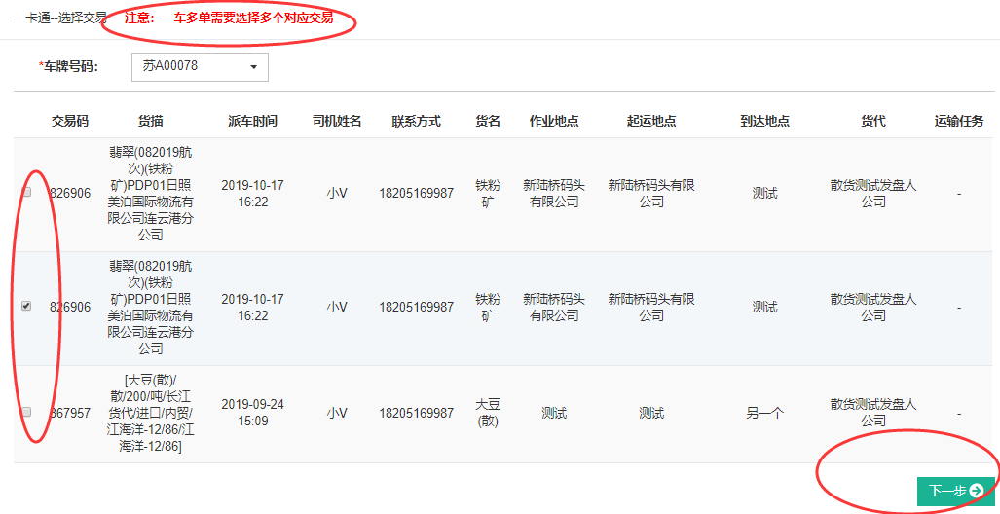 一卡通--选择交易 注意：一车多单需要选择多个对应交易
*车牌号码： 苏A00078
交易码 货描 派车时间 司机姓名 联系方式 货名 作业地点 起运地点 到达地点 货代 运输任务
826906 翡翠(082019航次)(铁粉矿)PDP01日照美泊国际物流有限公司连云港分公司 2019-10-17 16:22 小V 18205169987 铁粉矿 新陆桥码头有限公司 新陆桥码头有限公司 测试 散货测试发盘人公司 -
826906 翡翠(082019航次)(铁粉矿)PDP01日照美泊国际物流有限公司连云港分公司 2019-10-17 16:22 小V 18205169987 铁粉矿 新陆桥码头有限公司 新陆桥码头有限公司 测试 散货测试发盘人公司 -
867957 [大豆(散)/散/200/吨/长江货代/进口/内贸/江海洋-12/86/江海洋-12/86] 2019-09-24 15:09 小V 18205169987 大豆(散) 测试 测试 另一个 散货测试发盘人公司 -
下一步